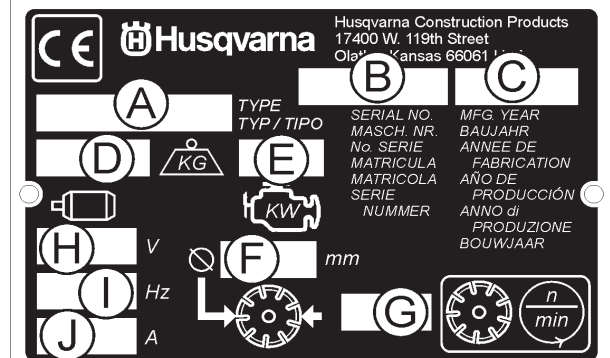 CE
Husqvarna
Husqvarna Construction Products
17400 W. 119th Street
Kansas 66061
A
B
C
TYPE
TYP / TIPO
SERIAL NO.
MASCH. NR.
No. SERIE
MATRICULA
MATRICOLA
SERIE
NUMMER
MFG. YEAR
BAUJAHR
ANNEE DE
FABRICATION
AÑO DE
PRODUCCIÓN
ANNO di
PRODUZIONE
BOUWJAAR
D
KG
E
KW
H
V
F
mm
I
Hz
G
n
min
J
A